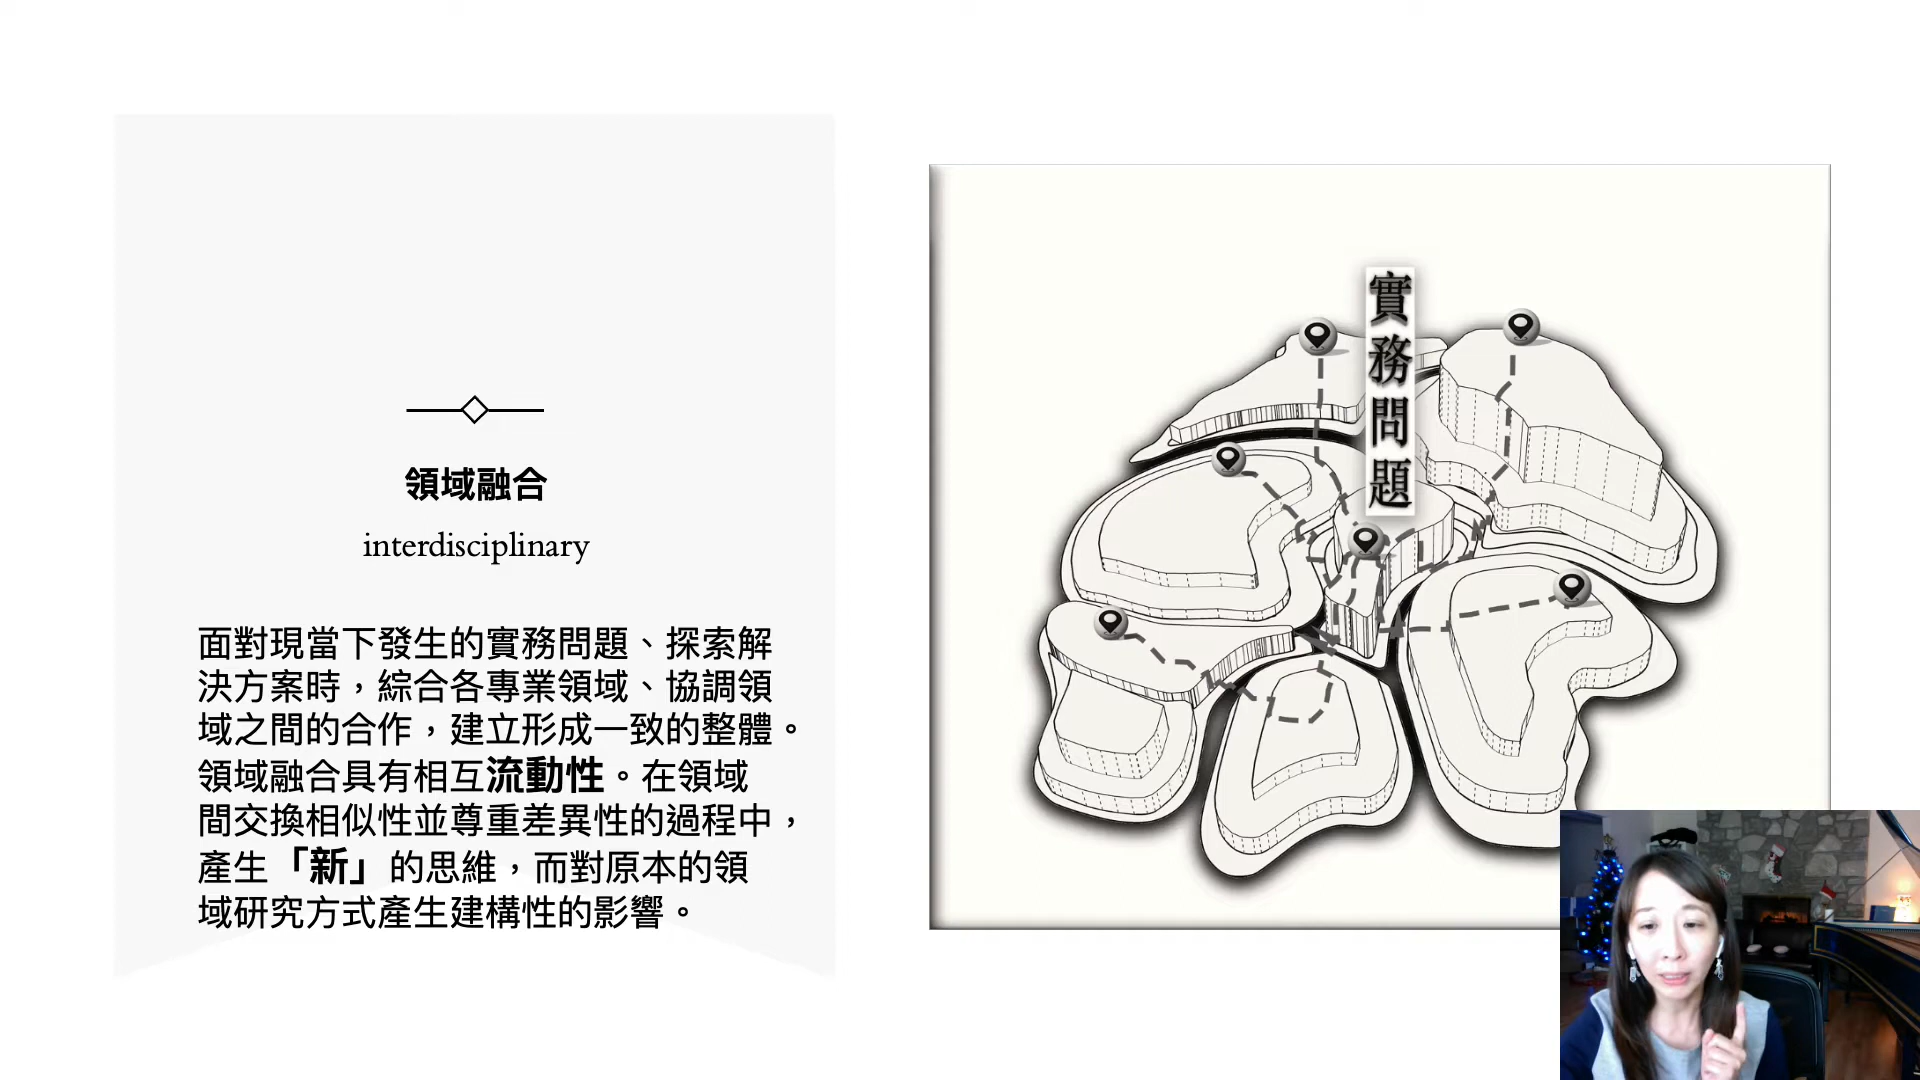 領域融合
interdisciplinary
面對現當下發生的實務問題、探索解
決方案時，綜合各專業領域、協調領
域之間的合作，建立形成一致的整體。
領域融合具有相互流動性。在領域
間交換相似性並尊重差異性的過程中，
產生「新」的思維，而對原本的領
域研究方式產生建構性的影響。
實務問題